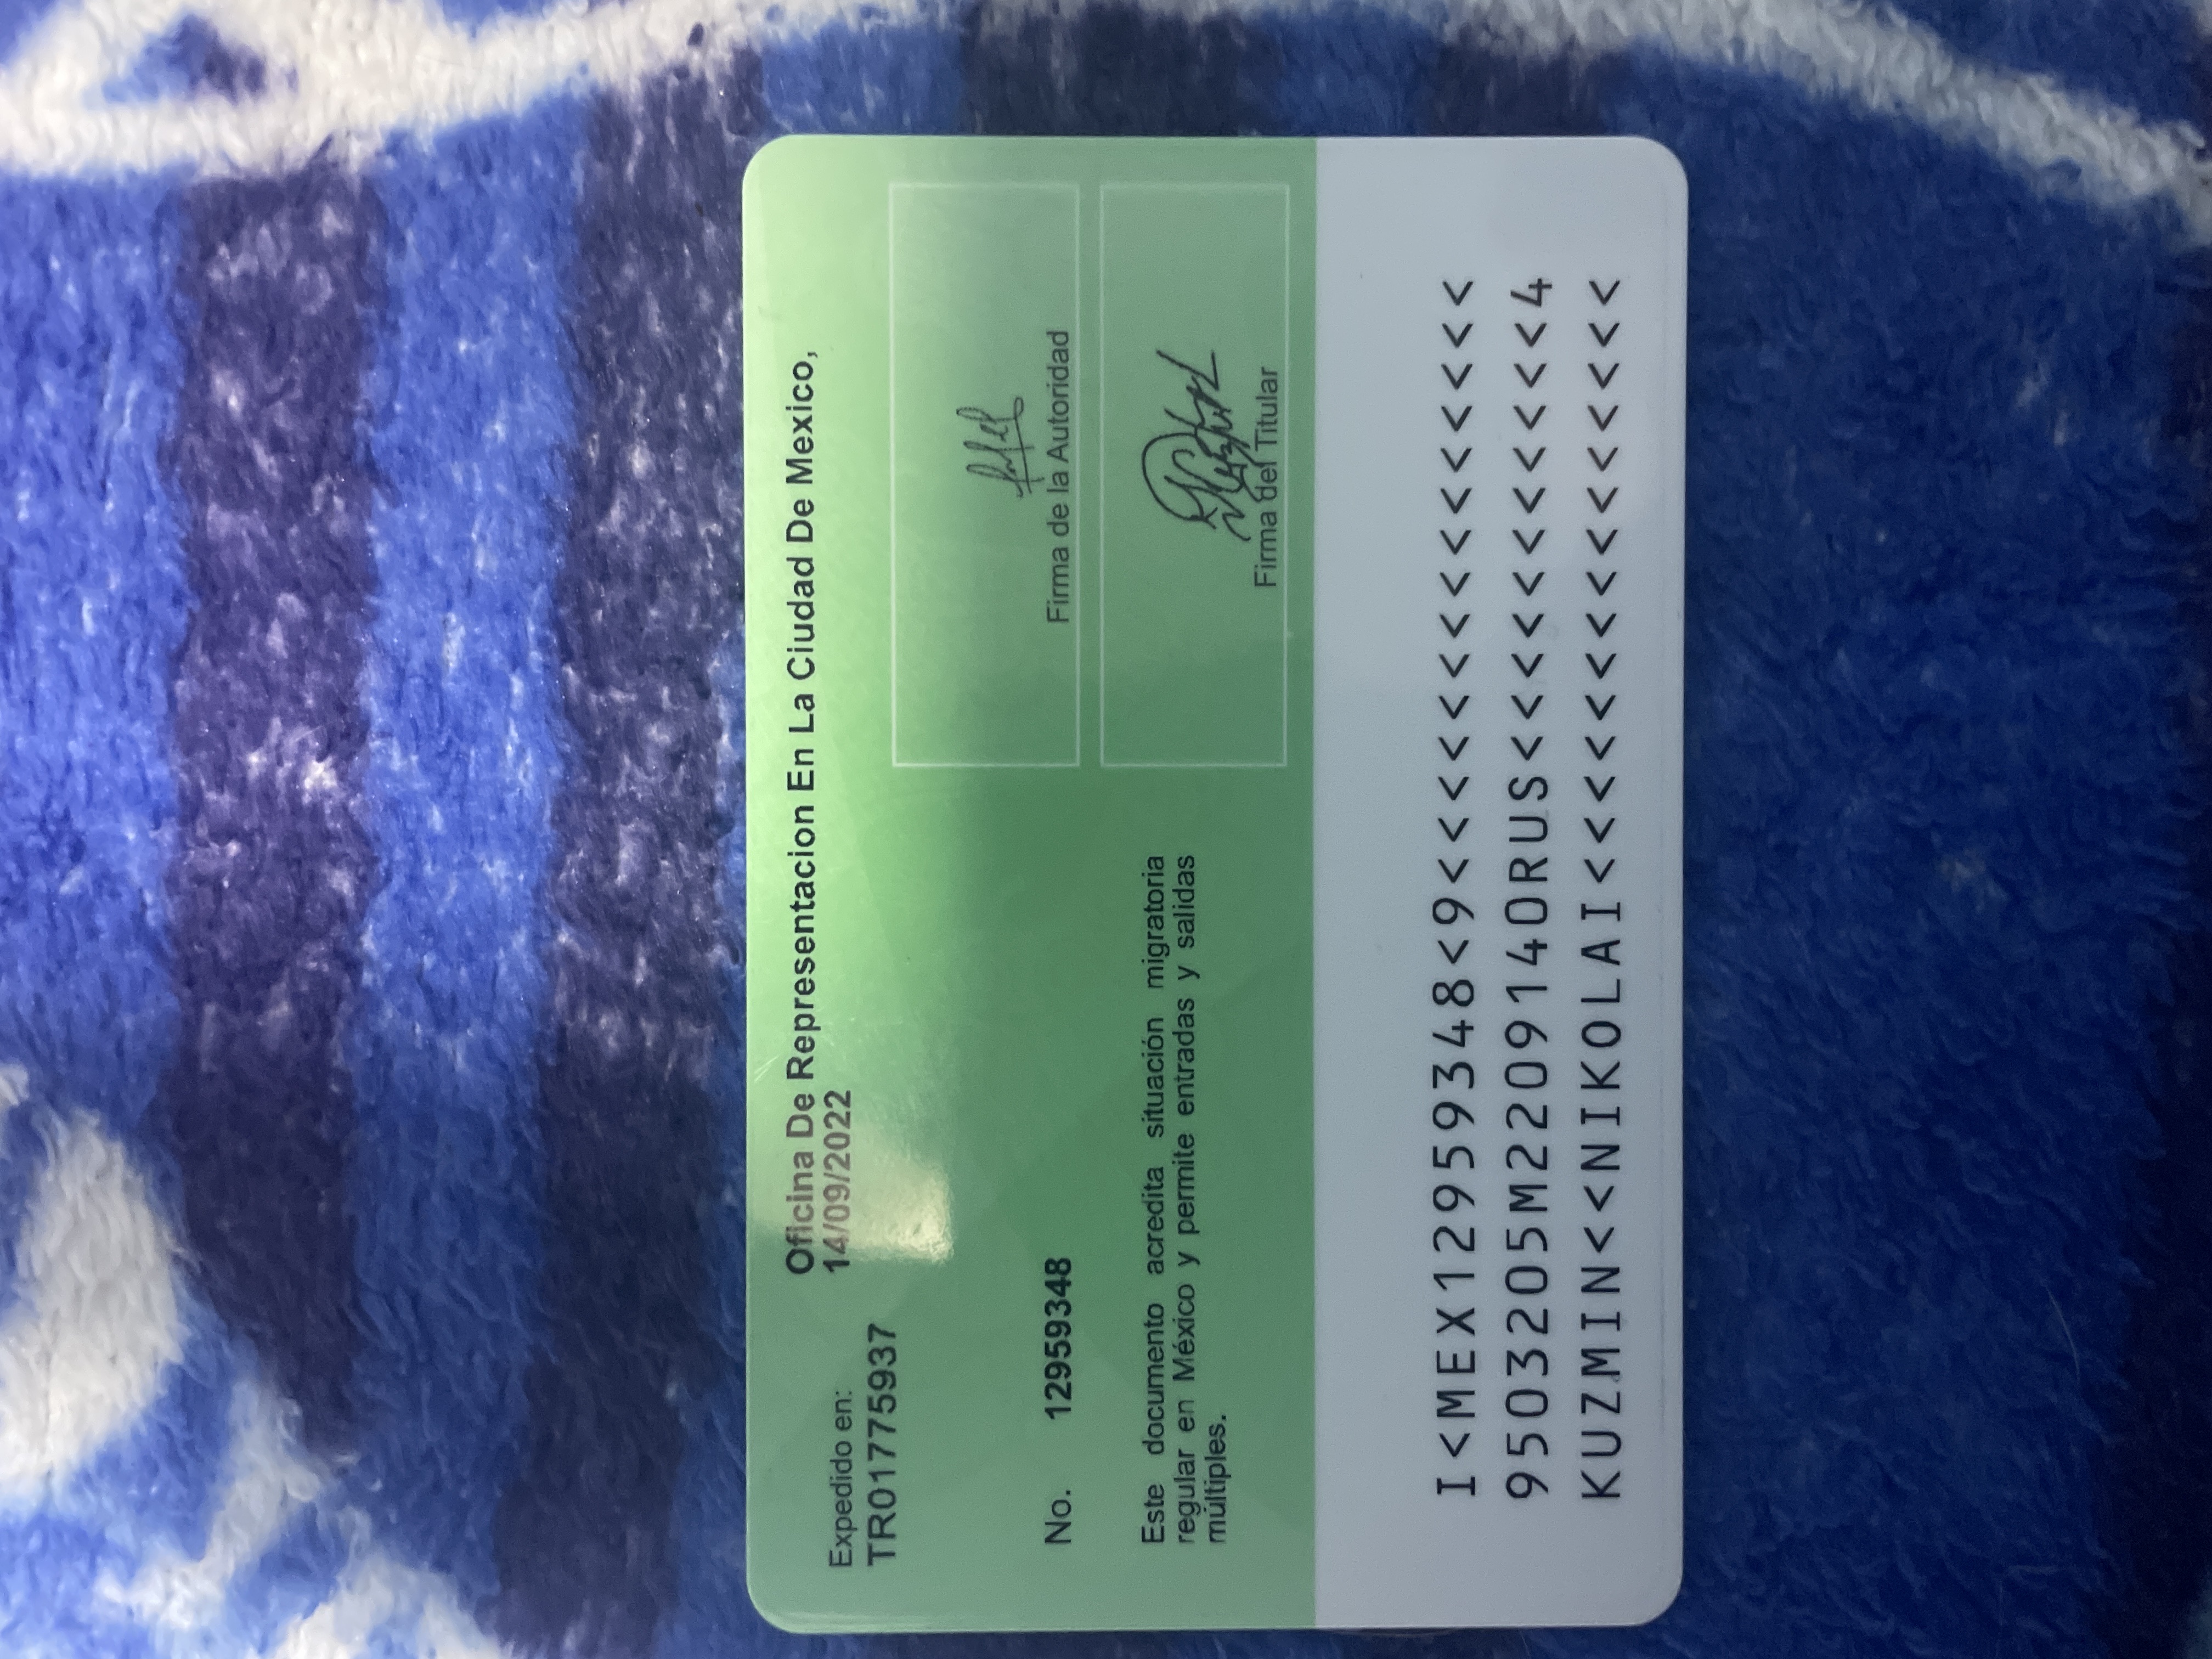 Expedido en: Oficina De Representacion En La Ciudad De Mexico,
TR01775937 14/09/2022
No. 12959348
Este documento acredita situación migratoria
regular en México y permite entradas y salidas
múltiples.
Firma de la Autoridad
Firma del Titular
I<MEX12959348<9<<<<<<<<<<<<<<<
9503205M2209140RUS<<<<<<<<<<<4
KUZMIN<<NIKOLAI<<<<<<<<<<<<<<<